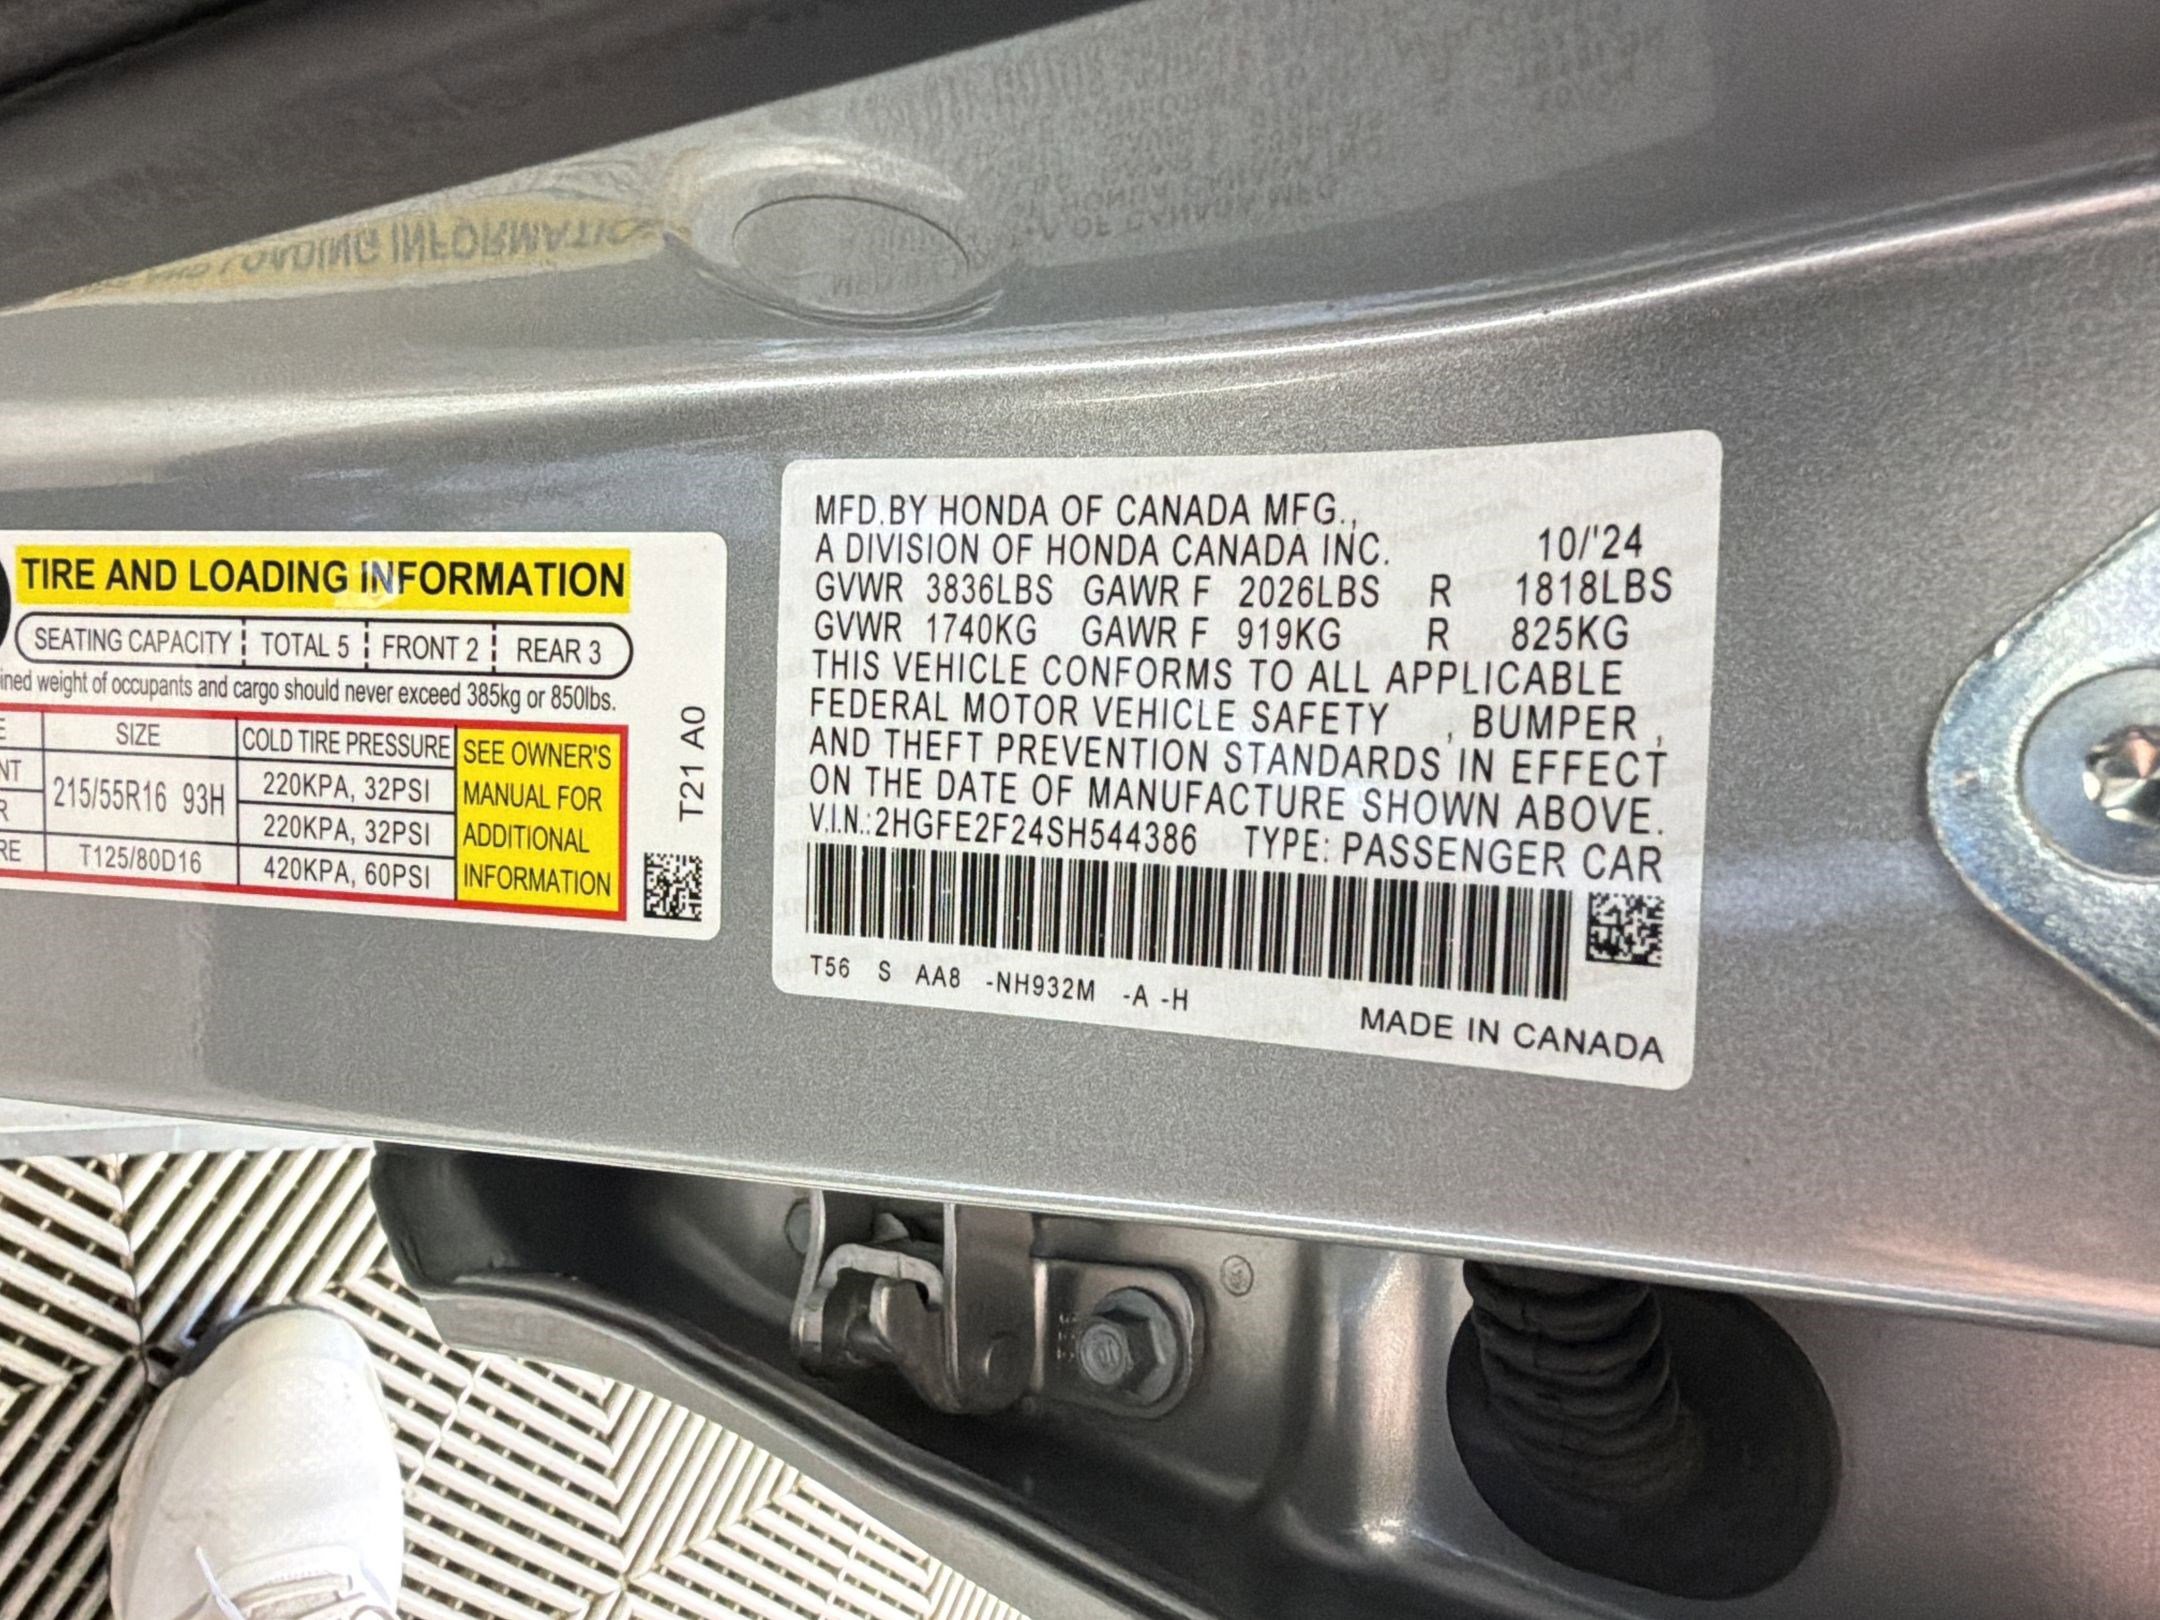 TIRE AND LOADING INFORMATION
SEATING CAPACITY TOTAL 5 FRONT 2 REAR 3
ined weight of occupants and cargo should never exceed 385kg or 850lbs.
E SIZE COLD TIRE PRESSURE SEE OWNER'S
NT 215/55R16 93H 220KPA, 32PSI MANUAL FOR
R 220KPA, 32PSI ADDITIONAL
RE T125/80D16 420KPA, 60PSI INFORMATION
T21 A0
MFD.BY HONDA OF CANADA MFG.,
A DIVISION OF HONDA CANADA INC. 10/'24
GVWR 3836LBS GAWR F 2026LBS R 1818LBS
GVWR 1740KG GAWR F 919KG R 825KG
THIS VEHICLE CONFORMS TO ALL APPLICABLE
FEDERAL MOTOR VEHICLE SAFETY , BUMPER ,
AND THEFT PREVENTION STANDARDS IN EFFECT
ON THE DATE OF MANUFACTURE SHOWN ABOVE.
V.I.N.: 2HGFE2F24SH544386 TYPE: PASSENGER CAR
T56 S AA8 -NH932M -A -H
MADE IN CANADA